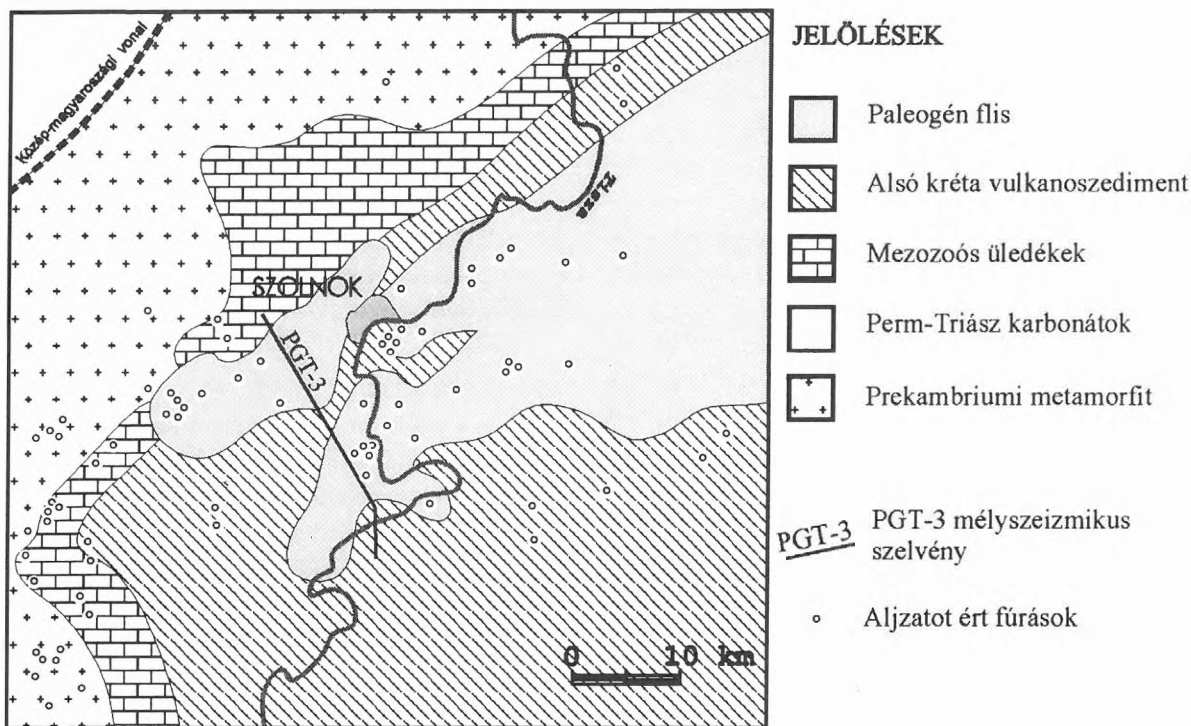 Közép-magyarországi vonal
SZOLNOK
PGT-3
Tisza
0 10 km
JELÖLÉSEK
Paleogén flis
Alsó kréta vulkanoszediment
Mezozoós üledékek
Perm-Triász karbonátok
Prekambriumi metamorfit
PGT-3
PGT-3 mélyszeizmikus
szelvény
Aljzatot ért fúrások